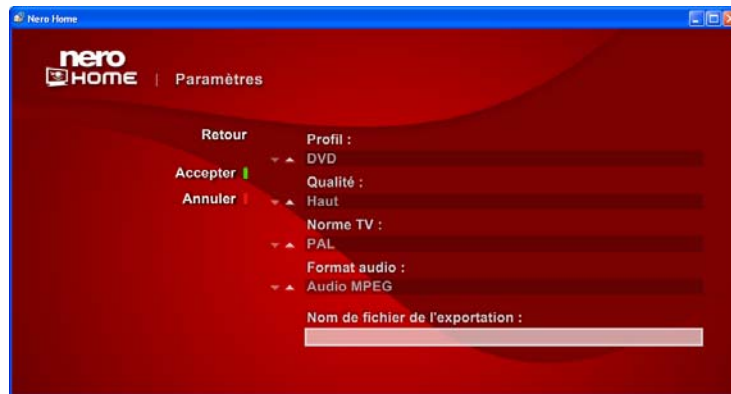 Nero Home
nero
HOME | Paramètres
Retour
Accepter
Annuler
Profil :
DVD
Qualité :
Haut
Norme TV :
PAL
Format audio :
Audio MPEG
Nom de fichier de l'exportation :